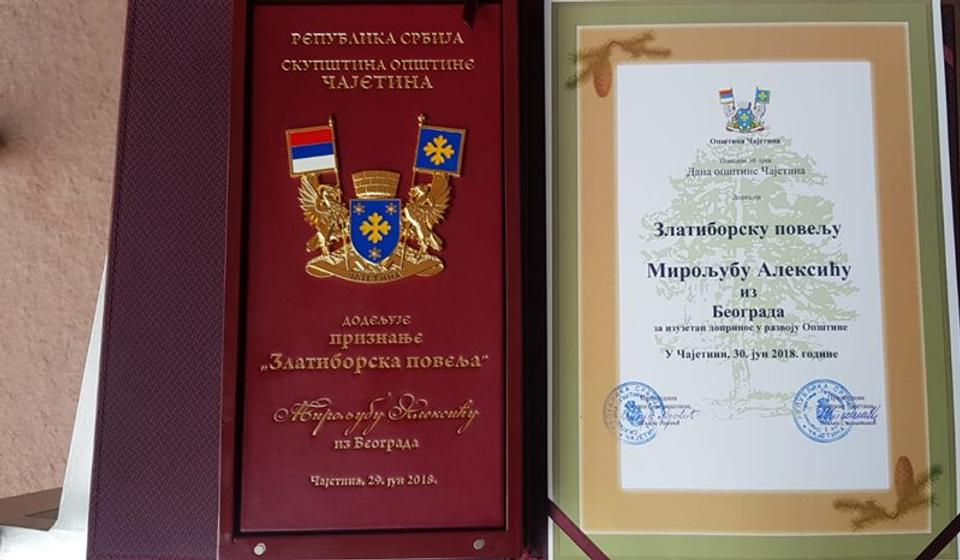 РЕПУБЛИКА СРБИЈА
СКУПШТИНА ОПШТИНЕ
ЧАЈЕТИНА
ЧАЈЕТИНА
ДОДЕЉУЈЕ
ПРИЗНАЊЕ
„ЗЛАТИБОРСКА ПОВЕЉА“
Мирољубу Алексићу
из Београда
Чајетина, 29. јун 2018.
Општина Чајетина
Поводом 30. јуна
Дана општине Чајетина
Додељује
Златиборску повељу
Мирољубу Алексићу
из
Београда
за изузетан допринос у развоју Општине
У Чајетини, 30. јун 2018. године